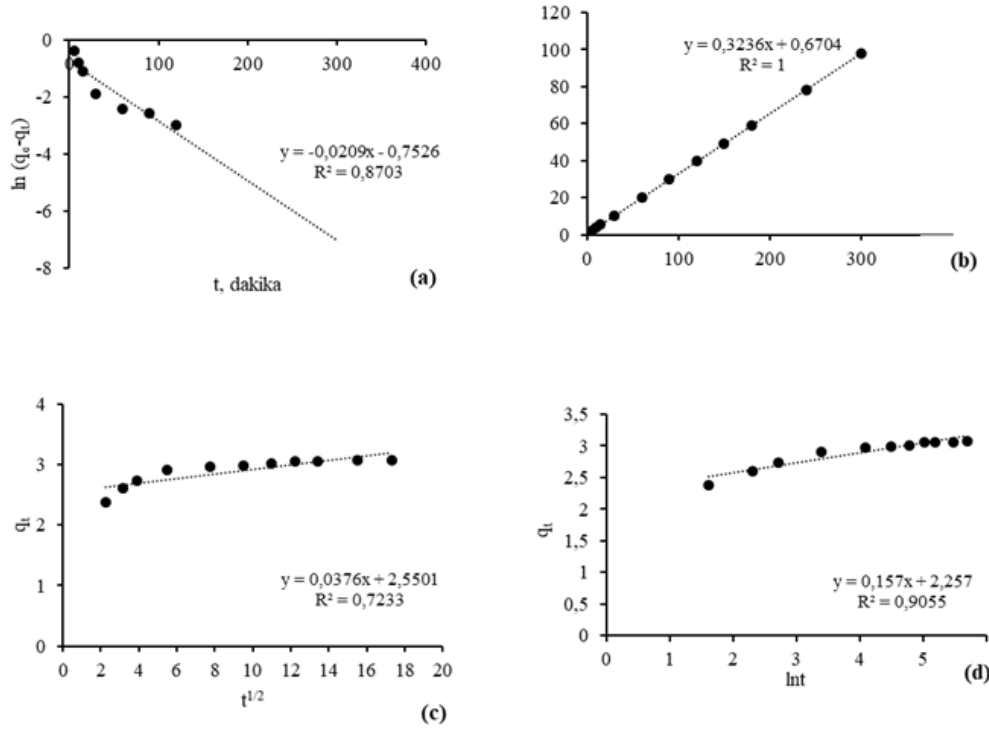 0
0 100 200 300 400
-2
-4
-6
-8
ln (qe-qt)
y = -0,0209x - 0,7526
R² = 0,8703
t, dakika
(a)
120
100
80
60
40
20
0
y = 0,3236x + 0,6704
R² = 1
0 100 200 300
(b)
4
3
2
1
0
qt
y = 0,0376x + 2,5501
R² = 0,7233
0 2 4 6 8 10 12 14 16 18 20
t1/2
(c)
3,5
3
2,5
2
1,5
1
0,5
0
qt
y = 0,157x + 2,257
R² = 0,9055
0 1 2 3 4 5
lnt
(d)